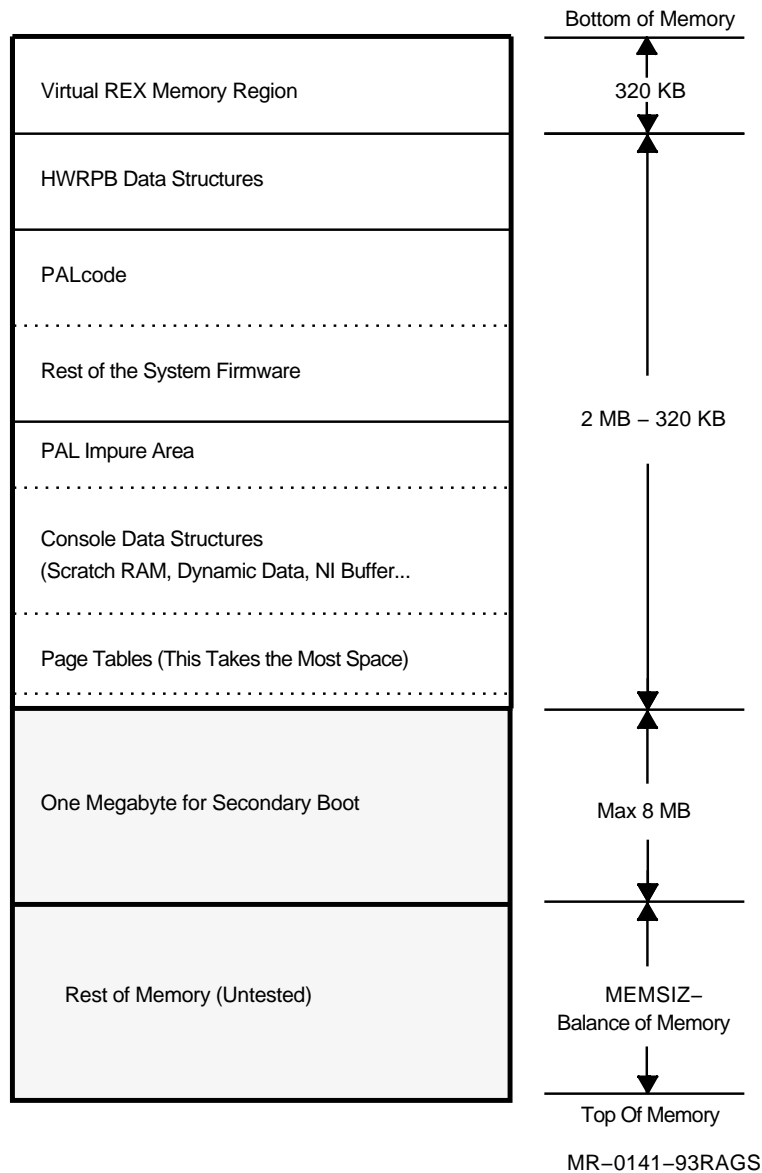 Bottom of Memory
Virtual REX Memory Region
320 KB
HWRPB Data Structures
PALcode
Rest of the System Firmware
2 MB – 320 KB
PAL Impure Area
Console Data Structures
(Scratch RAM, Dynamic Data, NI Buffer...
Page Tables (This Takes the Most Space)
One Megabyte for Secondary Boot
Max 8 MB
Rest of Memory (Untested)
MEMSIZ–
Balance of Memory
Top Of Memory
MR–0141–93RAGS